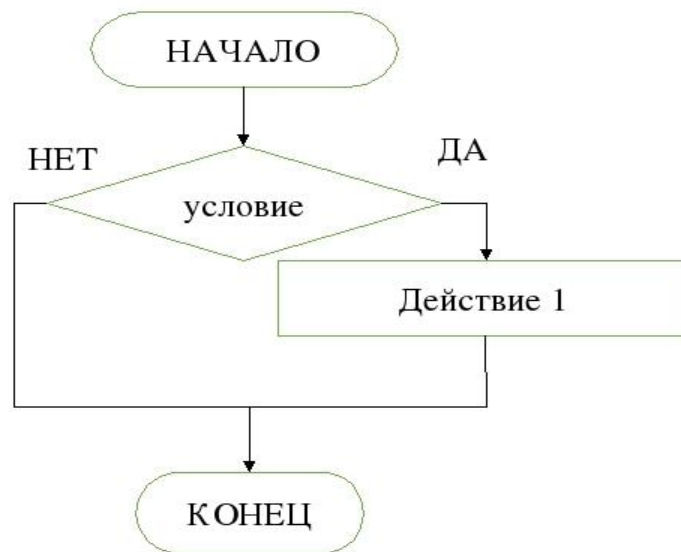 НАЧАЛО
НЕТ
ДА
условие
Действие 1
КОНЕЦ